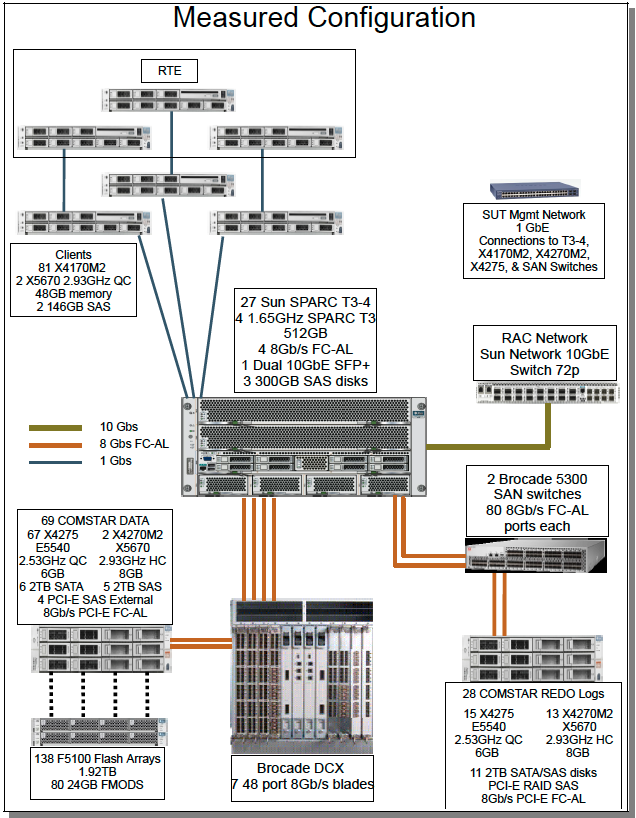 Measured Configuration
RTE
SUT Mgmt Network
1 GbE
Connections to T3-4,
X4170M2, X4270M2,
X4275, & SAN Switches
Clients
81 X4170M2
2 X5670 2.93GHz QC
48GB memory
2 146GB SAS
27 Sun SPARC T3-4
4 1.65GHz SPARC T3
512GB
4 8Gb/s FC-AL
1 Dual 10GbE SFP+
3 300GB SAS disks
RAC Network
Sun Network 10GbE
Switch 72p
10 Gbs
8 Gbs FC-AL
1 Gbs
2 Brocade 5300
SAN switches
80 8Gb/s FC-AL
ports each
69 COMSTAR DATA
67 X4275 2 X4270M2
E5540 X5670
2.53GHz QC 2.93GHz HC
6GB 8GB
6 2TB SATA 5 2TB SAS
4 PCI-E SAS External
8Gb/s PCI-E FC-AL
138 F5100 Flash Arrays
1.92TB
80 24GB FMODS
Brocade DCX
7 48 port 8Gb/s blades
28 COMSTAR REDO Logs
15 X4275 13 X4270M2
E5540 X5670
2.53GHz QC 2.93GHz HC
6GB 8GB
11 2TB SATA/SAS disks
PCI-E RAID SAS
8Gb/s PCI-E FC-AL